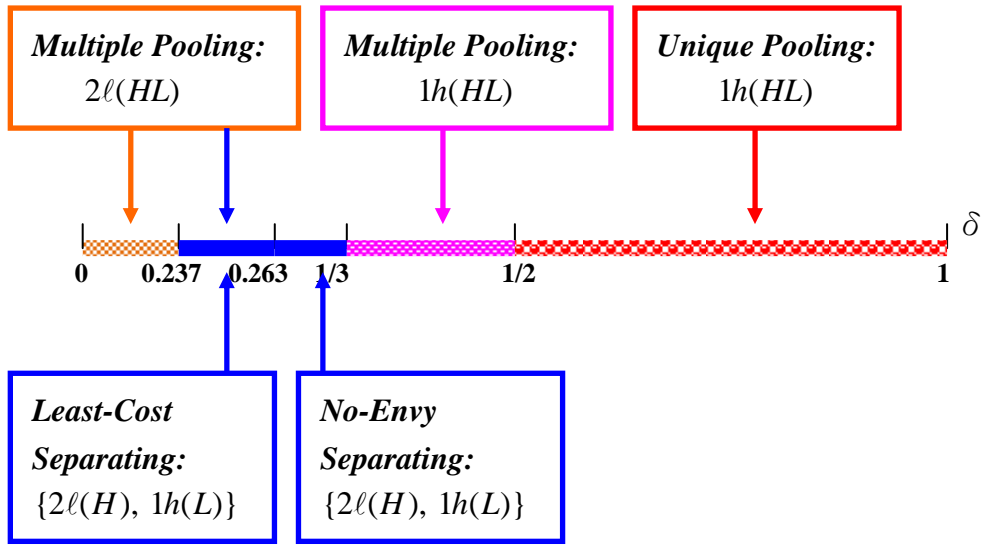 Multiple Pooling:
2ℓ(HL)
Multiple Pooling:
1h(HL)
Unique Pooling:
1h(HL)
δ
0 0.237 0.263 1/3 1/2 1
Least-Cost
Separating:
{2ℓ(H), 1h(L)}
No-Envy
Separating:
{2ℓ(H), 1h(L)}